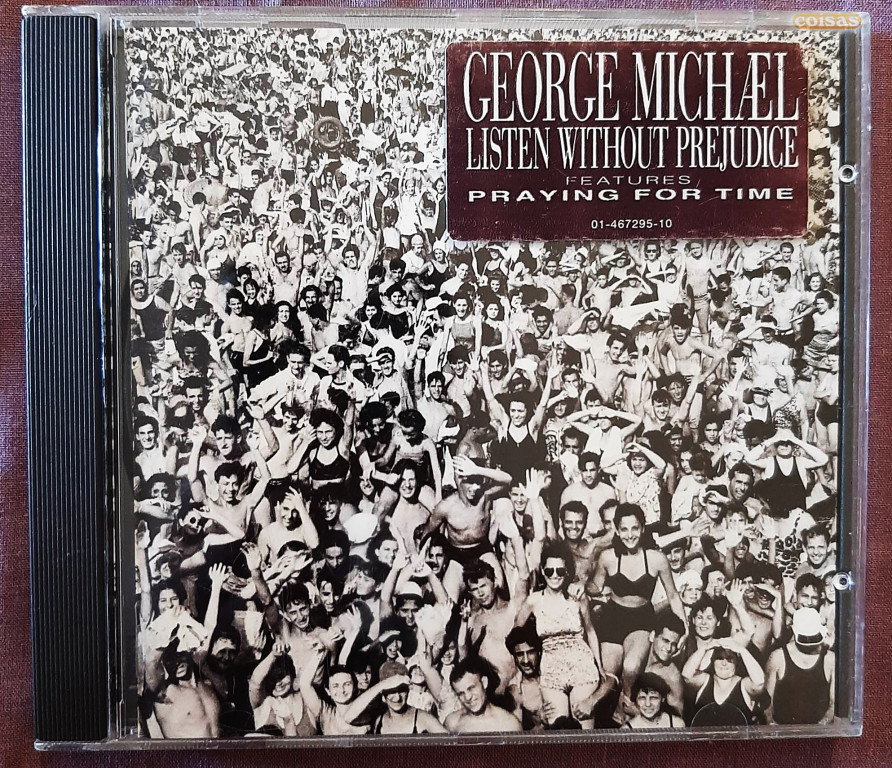 coisas
GEORGE MICHÆL
LISTEN WITHOUT PREJUDICE
FEATURES
PRAYING FOR TIME
01-467295-10